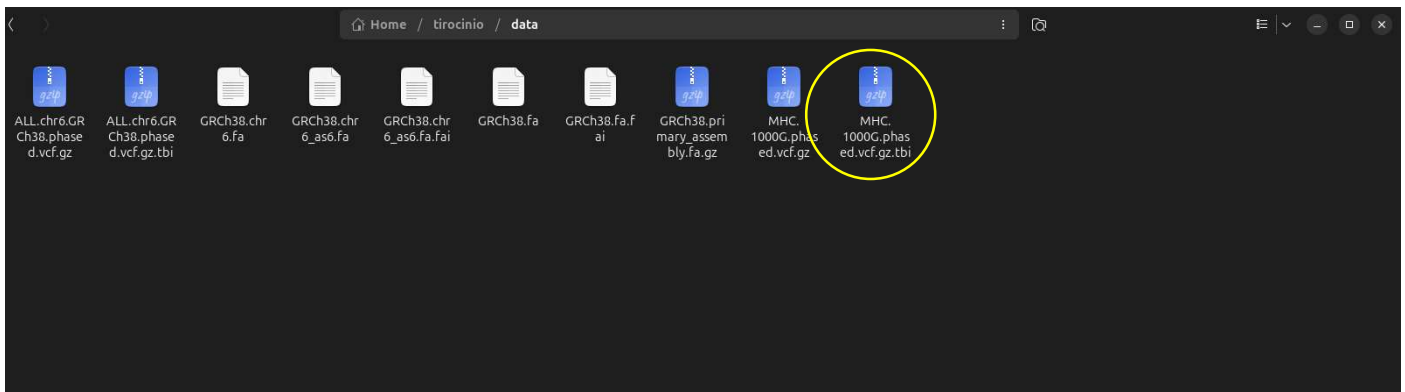 Home / tirocinio / data
gzip
gzip
gzip
gzip
gzip
ALL.chr6.GR
Ch38.phase
d.vcf.gz
ALL.chr6.GR
Ch38.phase
d.vcf.gz.tbi
GRCh38.chr
6.fa
GRCh38.chr
6_as6.fa
GRCh38.chr
6_as6.fa.fai
GRCh38.fa
GRCh38.fa.f
ai
GRCh38.pri
mary_assem
bly.fa.gz
MHC.
1000G.phas
ed.vcf.gz
MHC.
1000G.phas
ed.vcf.gz.tbi